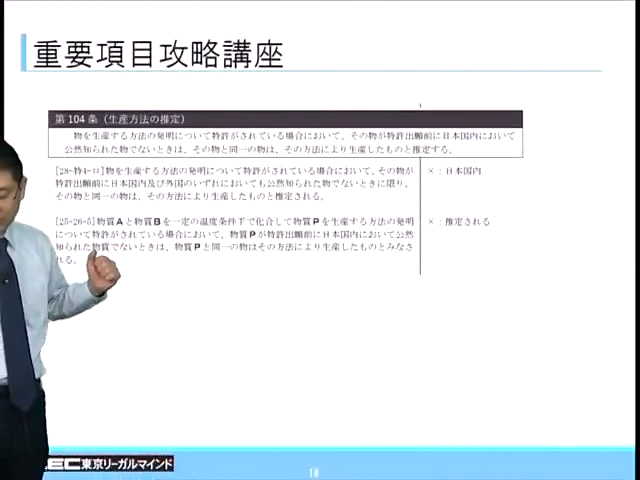 重要項目攻略講座
第104条（生産方法の推定）
物を生産する方法の発明について特許がされている場合において、その物が特許出願前に日本国内において
公然知られた物でないときは、その物と同一の物は、その方法により生産したものと推定する。
[28-特4-ロ]物を生産する方法の発明について特許がされている場合において、その物が
特許出願前に日本国内及び外国のいずれにおいても公然知られた物でないときに限り、
その物と同一の物は、その方法により生産したものと推定される。
×：日本国内
[25-26-5]物質Aと物質Bを一定の温度条件下で化合して物質Pを生産する方法の発明
について特許がされている場合において、物質Pが特許出願前に日本国内において公然
知られた物質でないときは、物質Pと同一の物はその方法により生産したものとみなさ
れる。
×：推定される
LEC東京リーガルマインド
18